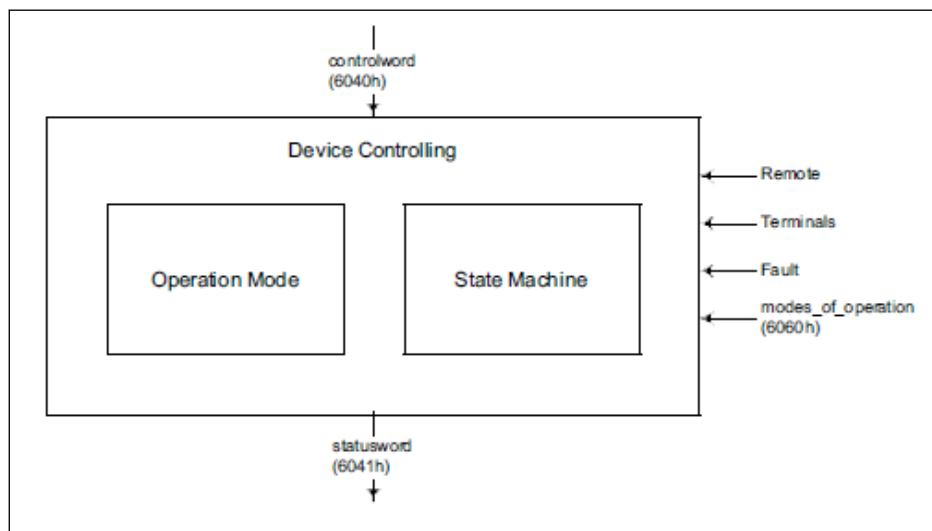 controlword
(6040h)
Device Controlling
Remote
Terminals
Operation Mode
State Machine
Fault
modes_of_operation
(6060h)
statusword
(6041h)